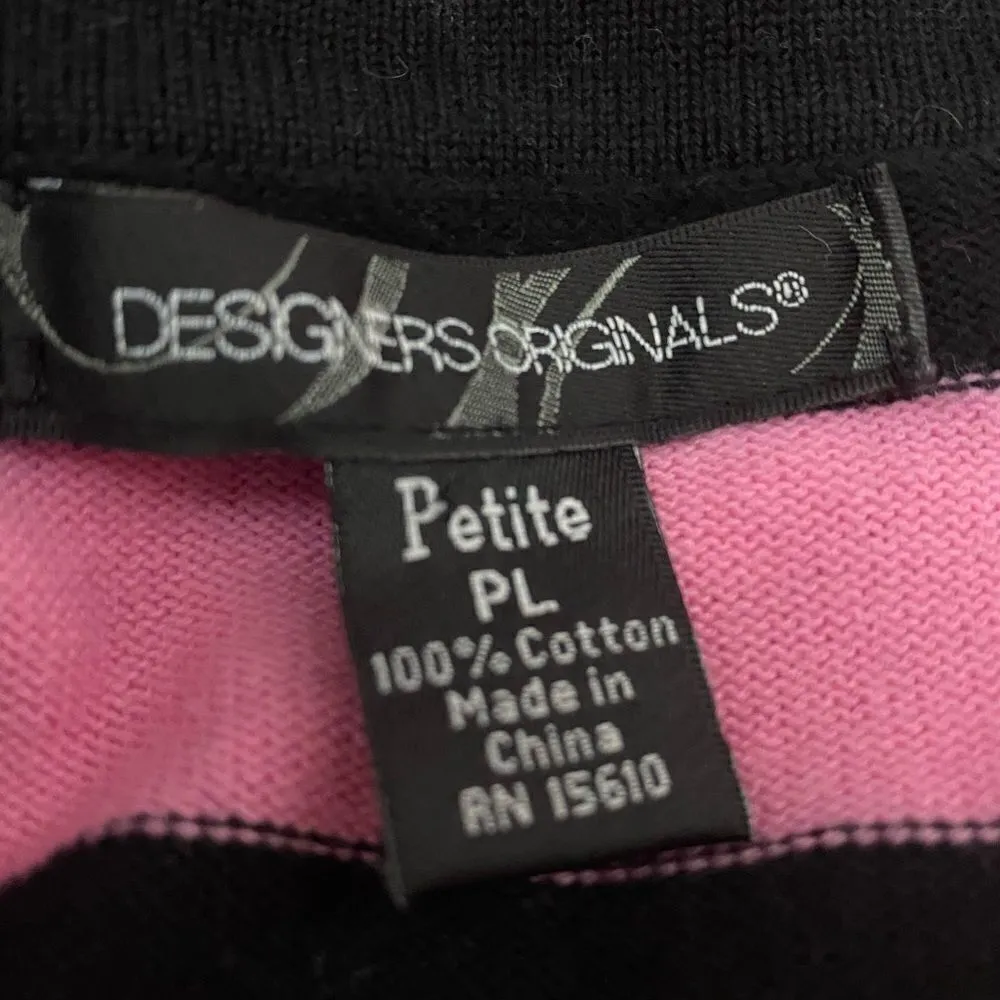 DESIGNERS ORIGINALS®
Petite
PL
100% Cotton
Made in
China
RN 15610